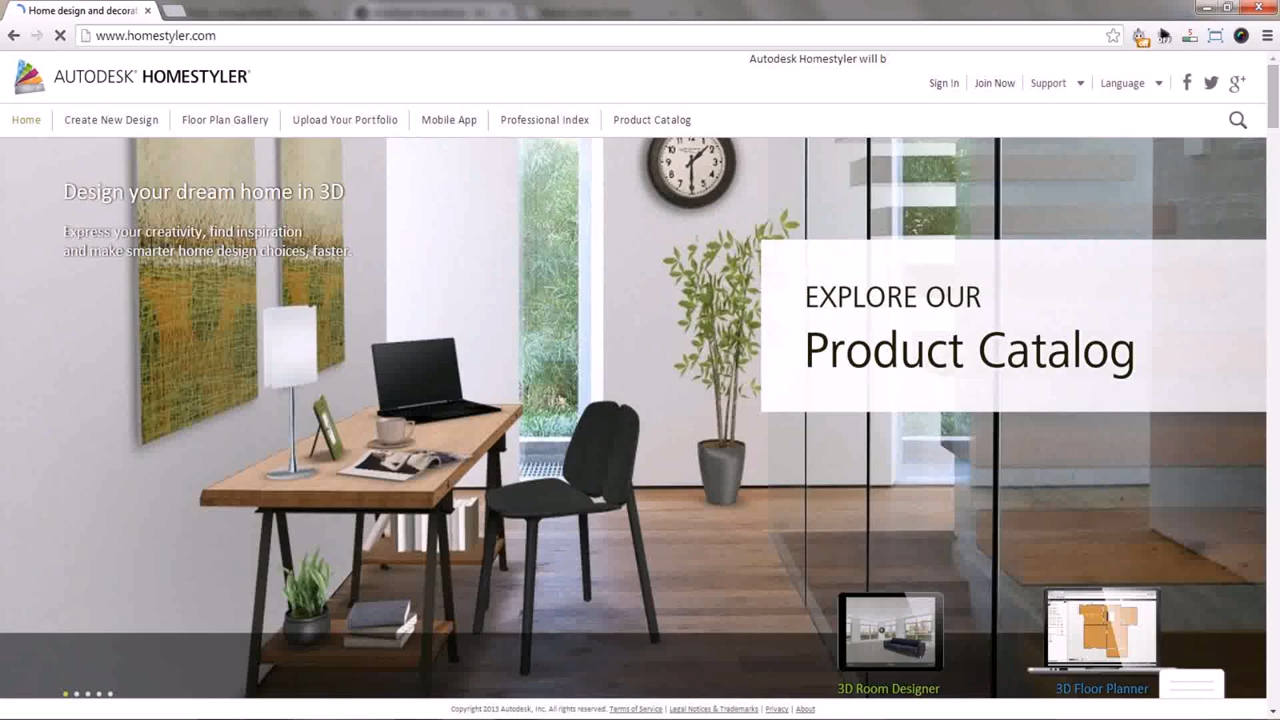 Home design and decorat
www.homestyler.com
Autodesk Homestyler will b
AUTODESK® HOMESTYLER®
Sign In | Join Now | Support | Language
Home | Create New Design | Floor Plan Gallery | Upload Your Portfolio | Mobile App | Professional Index | Product Catalog
Design your dream home in 3D
Express your creativity, find inspiration
and make smarter home design choices, faster.
EXPLORE OUR
Product Catalog
3D Room Designer
3D Floor Planner
Copyright 2013 Autodesk, Inc. All rights reserved. Terms of Service | Legal Notices & Trademarks | Privacy | About